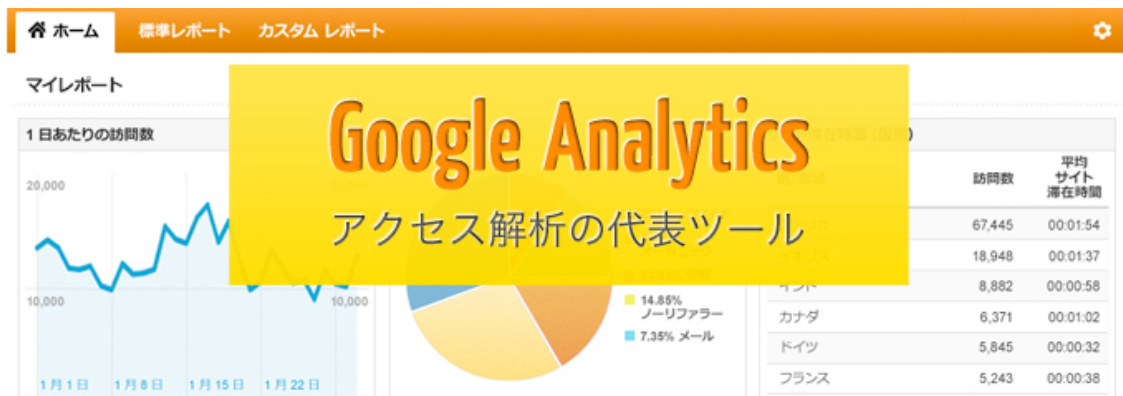 ホーム 標準レポート カスタム レポート
マイレポート
1 日あたりの訪問数
20,000
10,000
10,000
1月1日 1月8日 1月15日 1月22日
Google Analytics
アクセス解析の代表ツール
14.85%
ノーリファラー
7.35% メール
訪問数
平均
サイト
滞在時間
67,445 00:01:54
イギリス 18,948 00:01:37
インド 8,882 00:00:58
カナダ 6,371 00:01:02
ドイツ 5,845 00:00:32
フランス 5,243 00:00:38